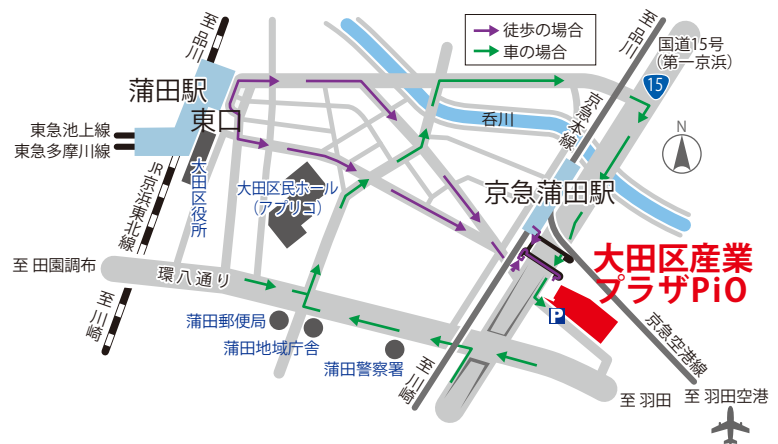 至 品川
徒歩の場合
車の場合
至 品川
国道15号
（第一京浜）
15
蒲田駅
東口
東急池上線
東急多摩川線
呑川
京急本線
N
大田区役所
JR京浜東北線
大田区民ホール
（アプリコ）
京急蒲田駅
至 田園調布
環八通り
大田区産業
プラザPiO
P
至 川崎
蒲田郵便局
蒲田地域庁舎
蒲田警察署
至 川崎
京急空港線
至 羽田
至 羽田空港